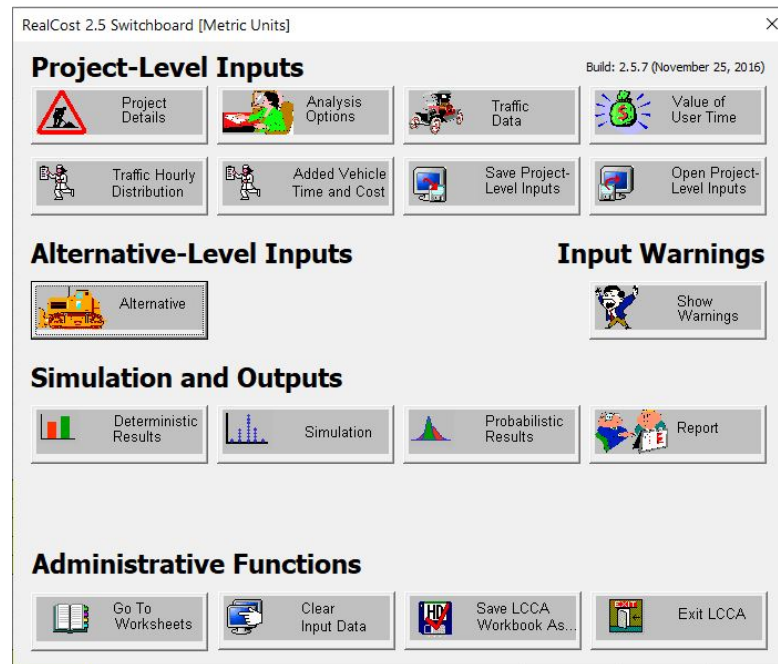 RealCost 2.5 Switchboard [Metric Units]
Project-Level Inputs
Build: 2.5.7 (November 25, 2016)
Project
Details
Analysis
Options
Traffic
Data
Value of
User Time
Traffic Hourly
Distribution
Added Vehicle
Time and Cost
Save Project-
Level Inputs
Open Project-
Level Inputs
Alternative-Level Inputs
Input Warnings
Alternative
Show
Warnings
Simulation and Outputs
Deterministic
Results
Simulation
Probabilistic
Results
Report
Administrative Functions
Go To
Worksheets
Clear
Input Data
HD
Save LCCA
Workbook As...
EXIT
Exit LCCA